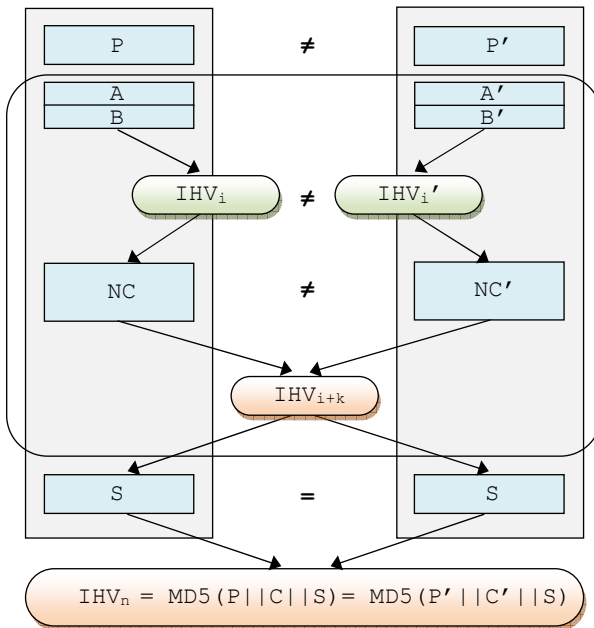 P ≠ P'
A A'
B B'
IHVi ≠ IHVi'
NC ≠ NC'
IHVi+k
S = S
IHVn = MD5(P||C||S)= MD5(P'||C'||S)